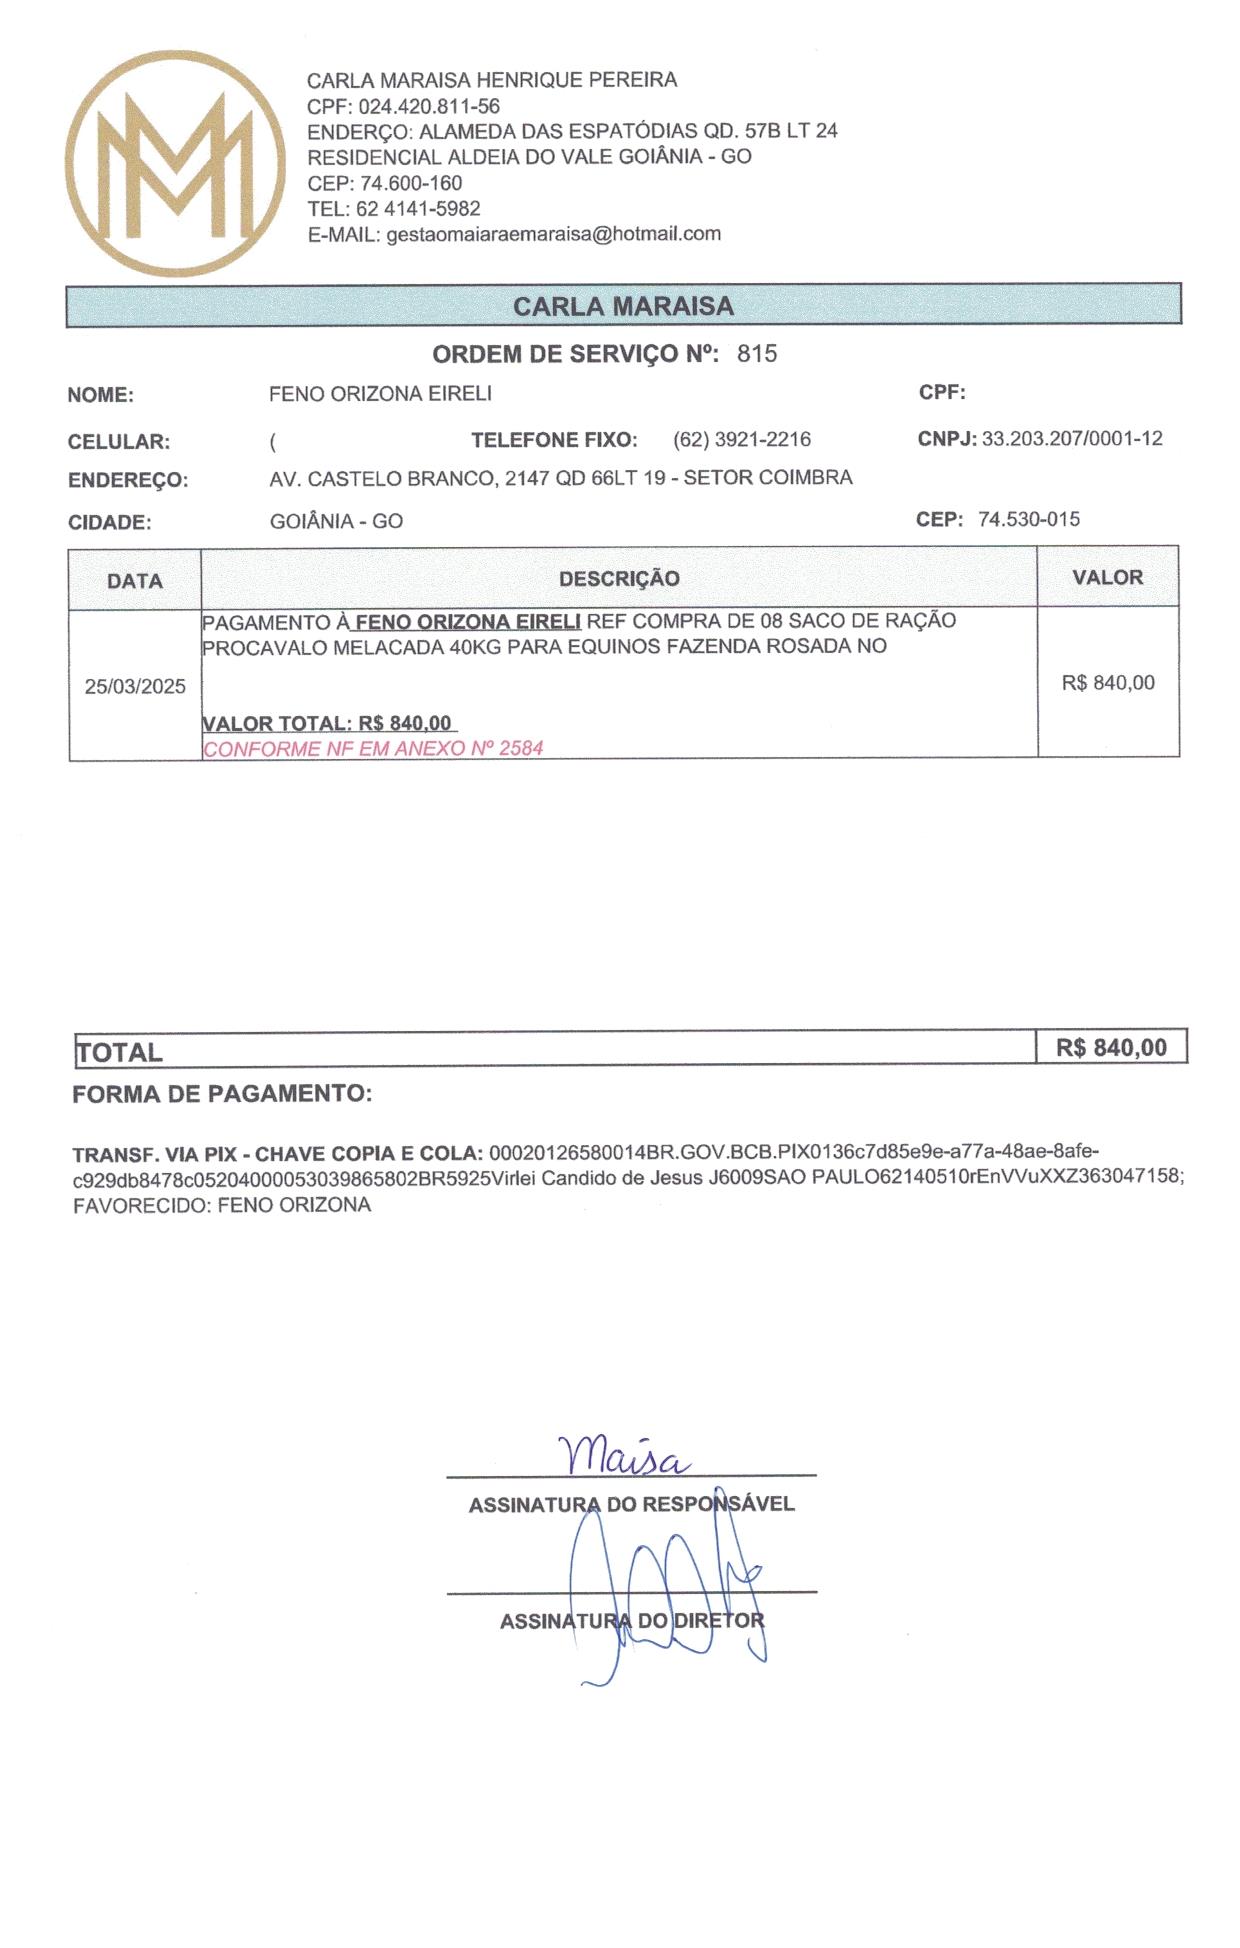 CARLA MARAISA HENRIQUE PEREIRA
CPF: 024.420.811-56
ENDERÇO: ALAMEDA DAS ESPATÓDIAS QD. 57B LT 24
RESIDENCIAL ALDEIA DO VALE GOIÂNIA - GO
CEP: 74.600-160
TEL: 62 4141-5982
E-MAIL: gestaomaiaraemaraisa@hotmail.com
CARLA MARAISA
ORDEM DE SERVIÇO Nº: 815
NOME: FENO ORIZONA EIRELI CPF:
CELULAR: ( TELEFONE FIXO: (62) 3921-2216 CNPJ: 33.203.207/0001-12
ENDEREÇO: AV. CASTELO BRANCO, 2147 QD 66LT 19 - SETOR COIMBRA
CIDADE: GOIÂNIA - GO CEP: 74.530-015
DATA DESCRIÇÃO VALOR
PAGAMENTO À FENO ORIZONA EIRELI REF COMPRA DE 08 SACO DE RAÇÃO
PROCAVALO MELACADA 40KG PARA EQUINOS FAZENDA ROSADA NO
25/03/2025 R$ 840,00
VALOR TOTAL: R$ 840,00
CONFORME NF EM ANEXO Nº 2584
TOTAL R$ 840,00
FORMA DE PAGAMENTO:
TRANSF. VIA PIX - CHAVE COPIA E COLA: 00020126580014BR.GOV.BCB.PIX0136c7d85e9e-a77a-48ae-8afe-
c929db8478c05204000053039865802BR5925Virlei Candido de Jesus J6009SAO PAULO62140510rEnVVuXXZ363047158;
FAVORECIDO: FENO ORIZONA
Maisa
ASSINATURA DO RESPONSÁVEL
ASSINATURA DO DIRETOR